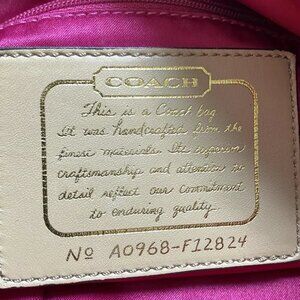 COACH
This is a Coach bag.
It was handcrafted from the
finest materials. Its superior
craftsmanship and attention to
detail reflect our commitment
to enduring quality.
Nº A0968-F12824